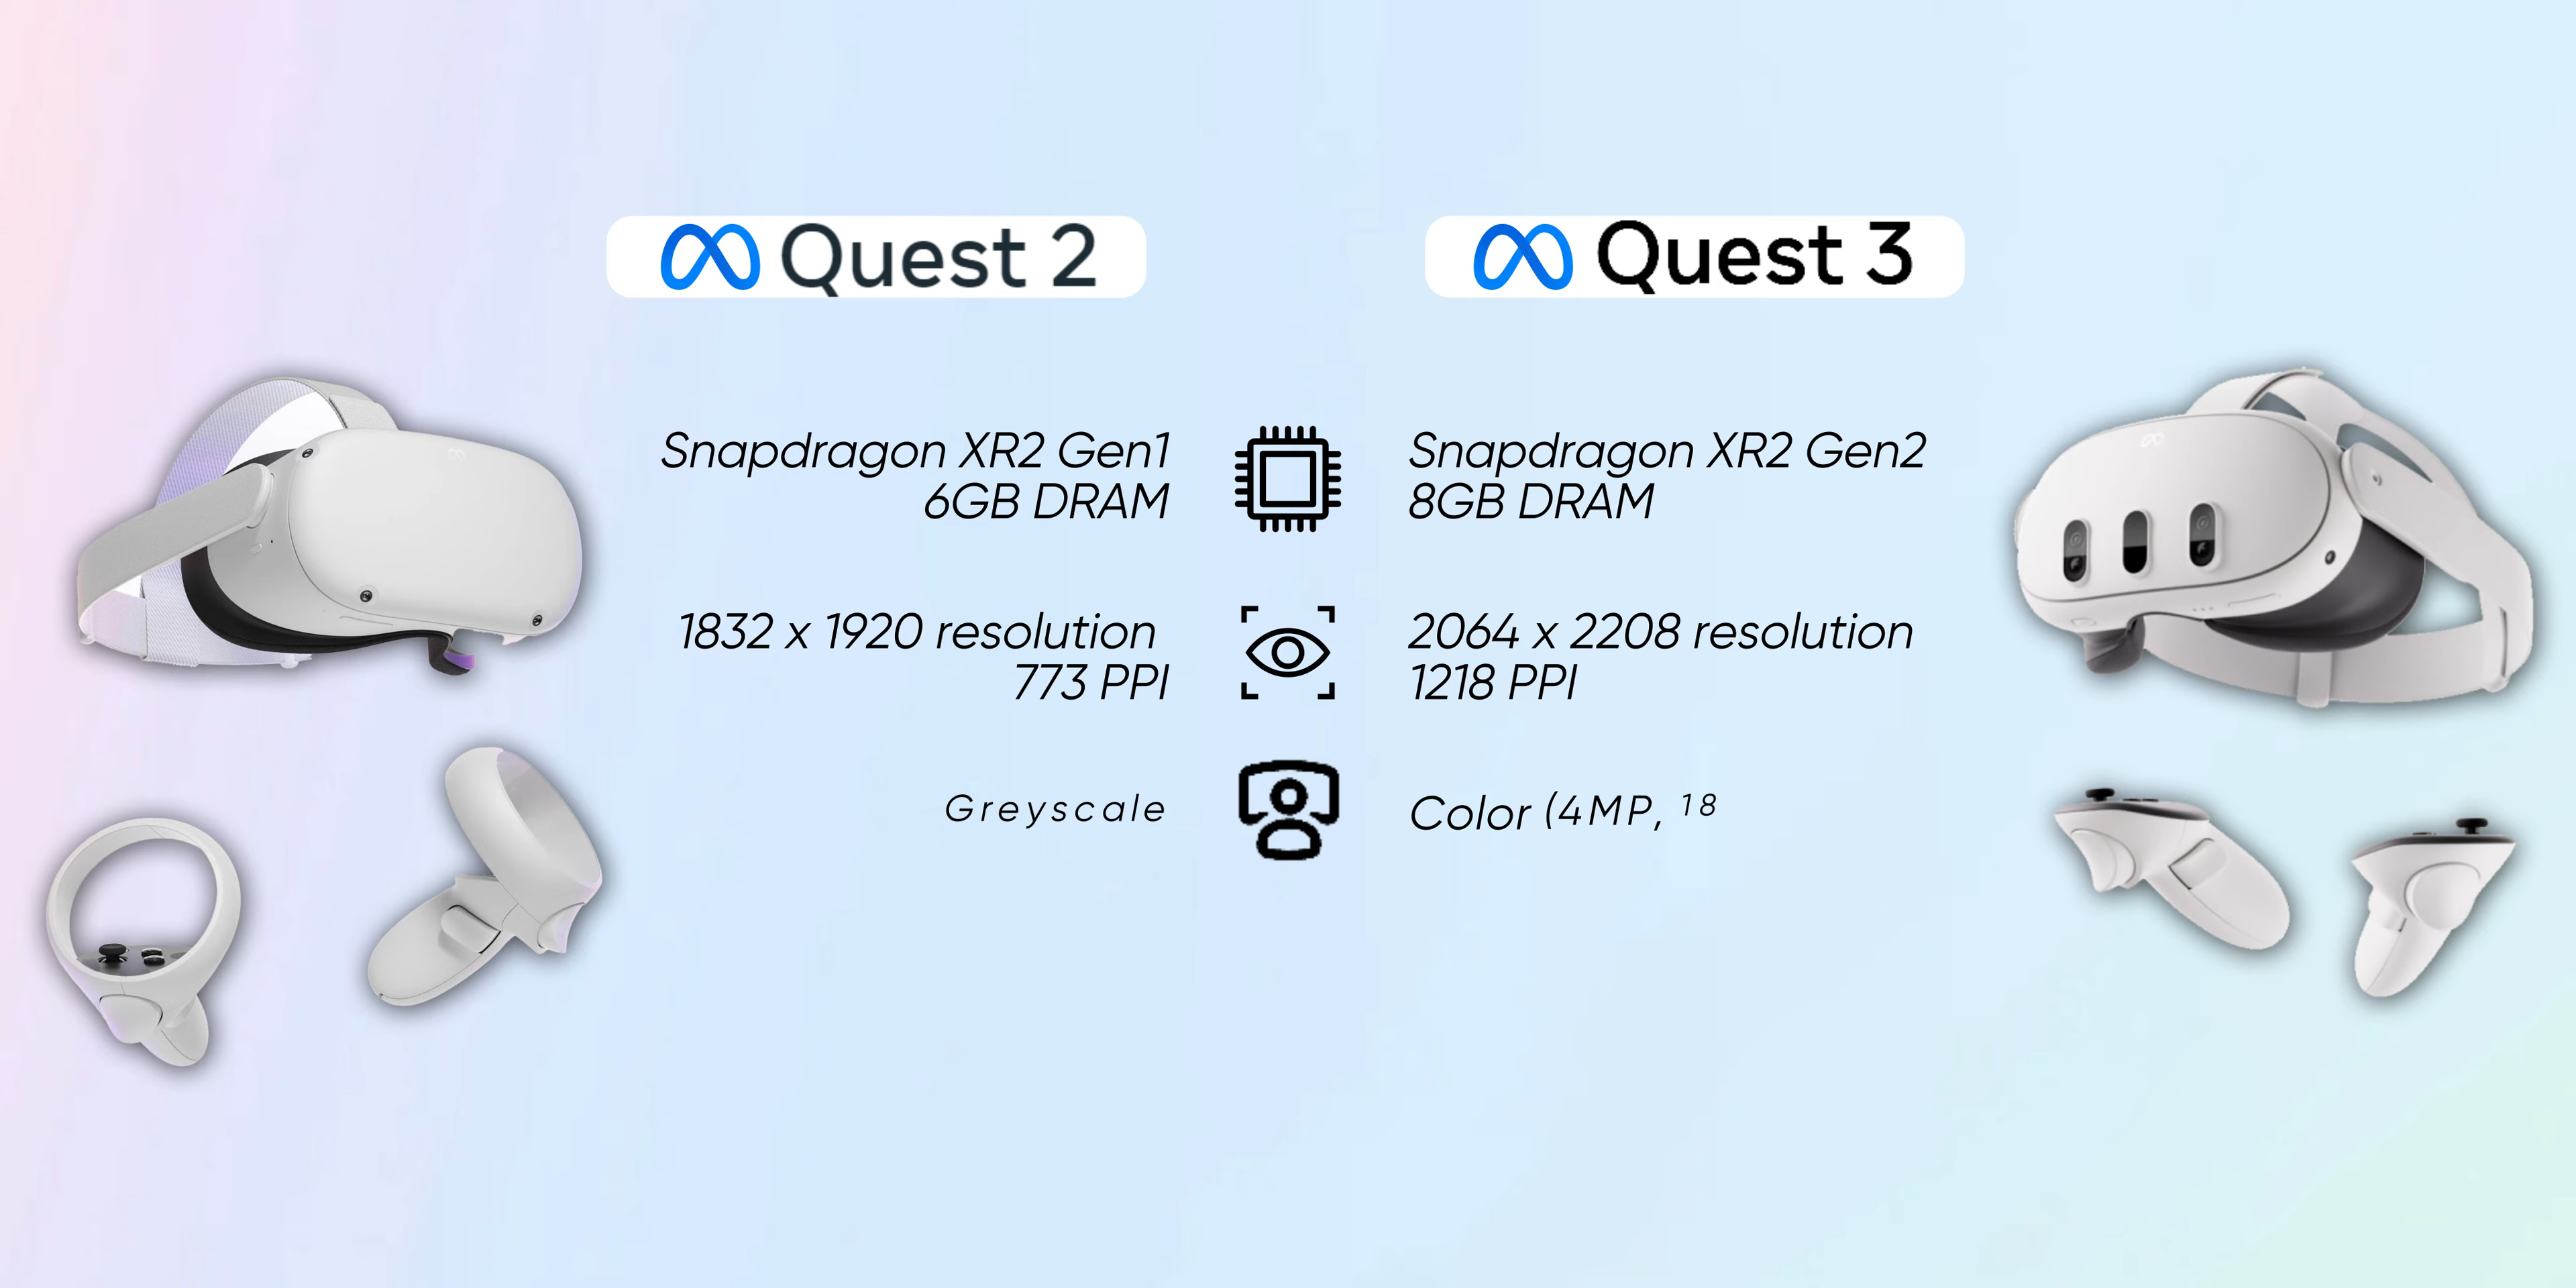 Quest 2
Quest 3
Snapdragon XR2 Gen1
6GB DRAM
Snapdragon XR2 Gen2
8GB DRAM
1832 x 1920 resolution
773 PPI
2064 x 2208 resolution
1218 PPI
Greyscale
Color (4MP, 18